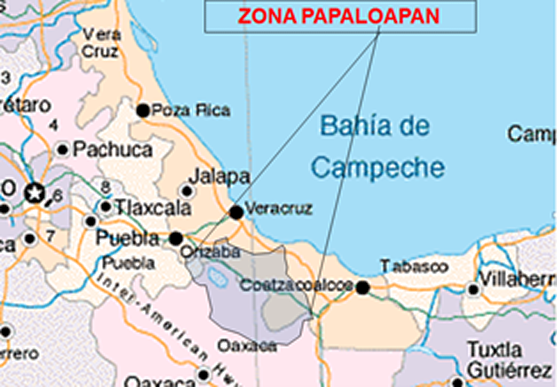 ZONA PAPALOAPAN
Vera
Cruz
3
rétaro
Poza Rica
4
Bahía de
Campeche
Camp
Pachuca
Jalapa
8
6
Tlaxcala
Veracruz
7
Puebla
Orizaba
Puebla
Tabasco
Coatzacoalcos
Villaherm
Inter-American Hwy
Oaxaca
Tuxtla
Gutiérrez
rrero
Oaxaca